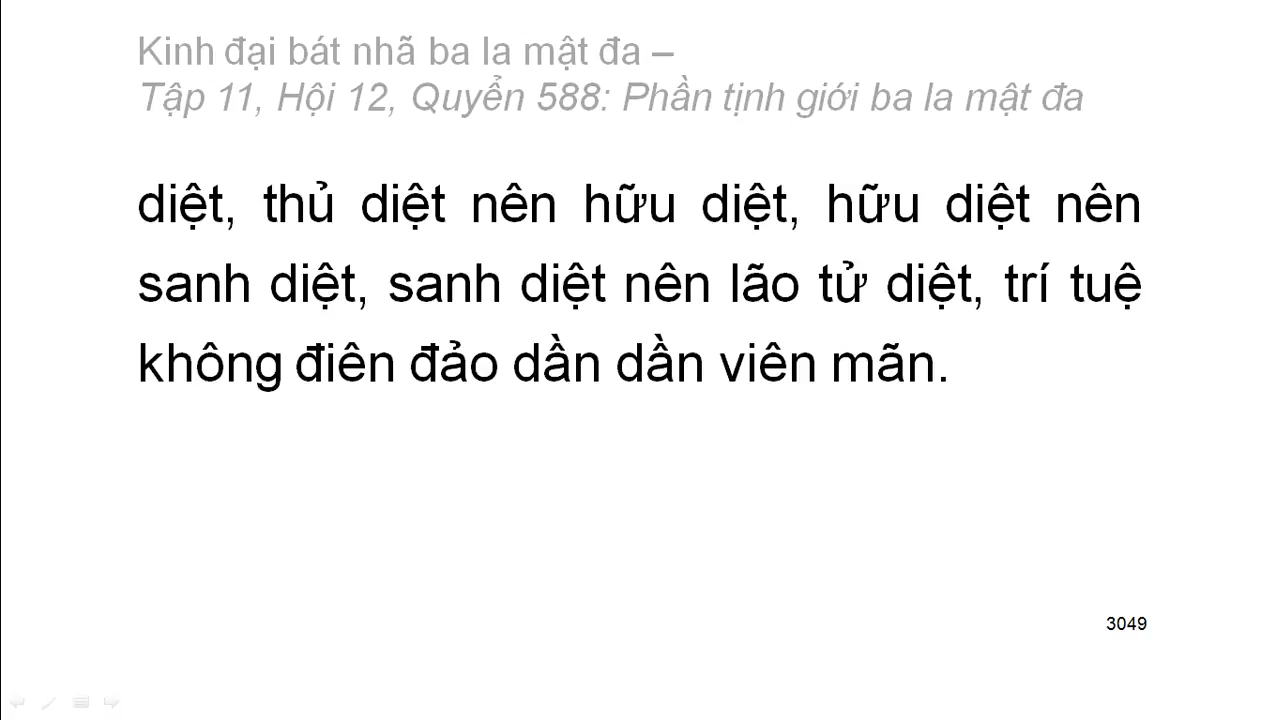 Kinh đại bát nhã ba la mật đa –
Tập 11, Hội 12, Quyển 588: Phần tịnh giới ba la mật đa
diệt, thủ diệt nên hữu diệt, hữu diệt nên
sanh diệt, sanh diệt nên lão tử diệt, trí tuệ
không điên đảo dần dần viên mãn.
3049